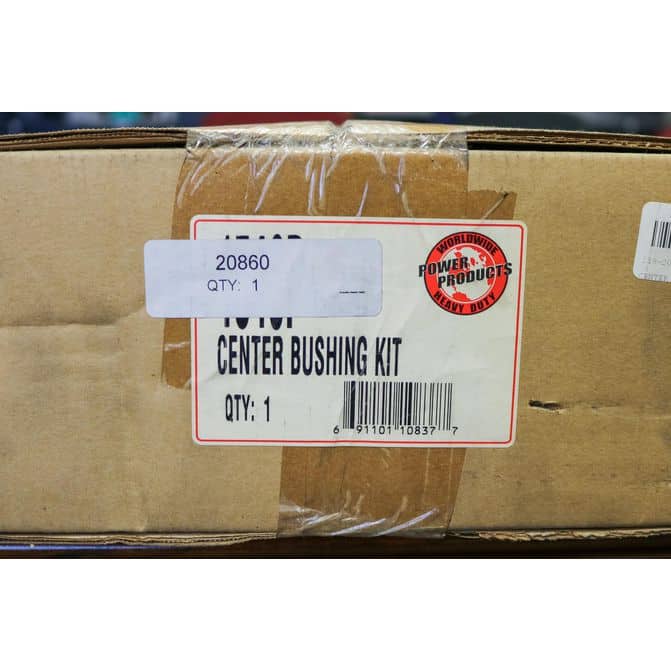 20860
QTY: 1
WORLDWIDE
POWER PRODUCTS
HEAVY DUTY
CENTER BUSHING KIT
QTY: 1
6 91101 10837 7